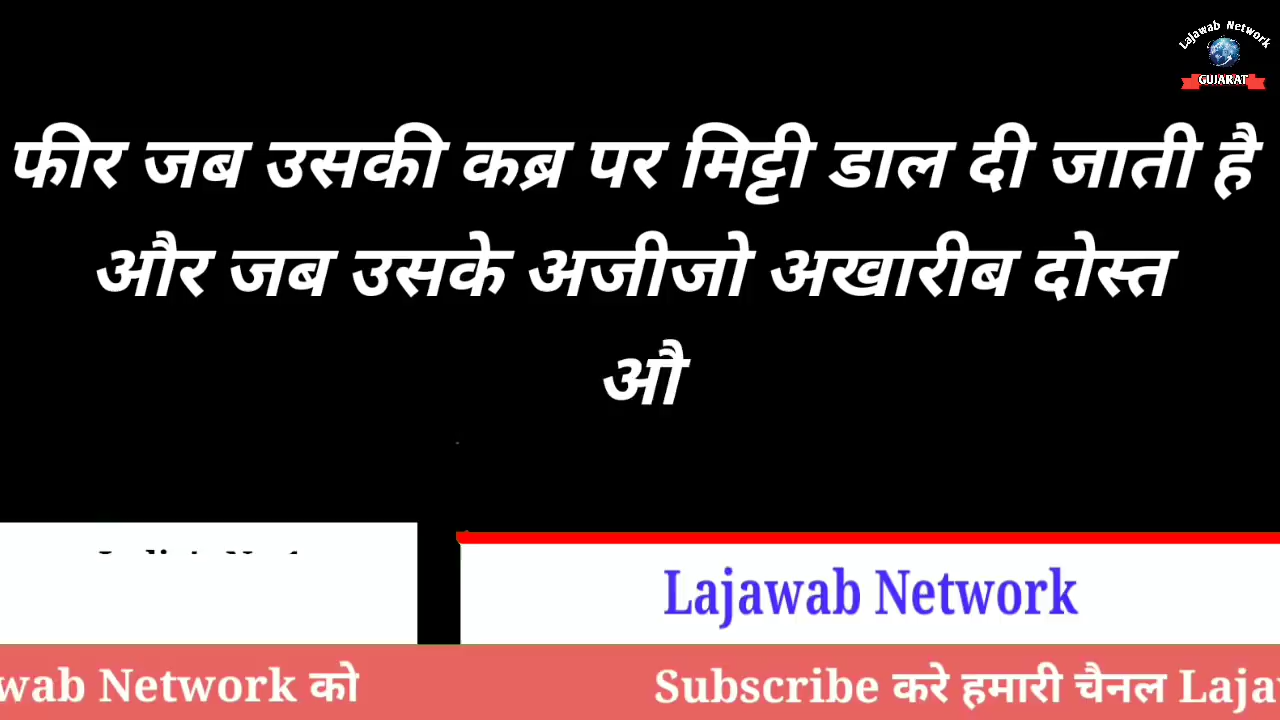 Lajawab Network
GUJARAT
फीर जब उसकी कब्र पर मिट्टी डाल दी जाती है
और जब उसके अजीजो अखारीब दोस्त
औ
Lajawab Network
wab Network को
Subscribe करे हमारी चैनल Laja